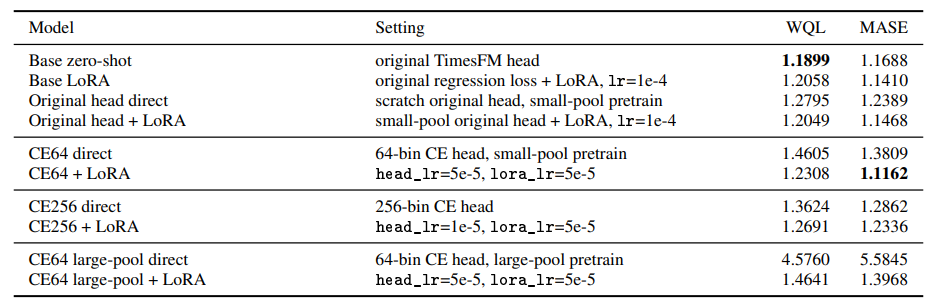 Model Setting WQL MASE
Base zero-shot original TimesFM head 1.1899 1.1688
Base LoRA original regression loss + LoRA, lr=1e-4 1.2058 1.1410
Original head direct scratch original head, small-pool pretrain 1.2795 1.2389
Original head + LoRA small-pool original head + LoRA, lr=1e-4 1.2049 1.1468
CE64 direct 64-bin CE head, small-pool pretrain 1.4605 1.3809
CE64 + LoRA head_lr=5e-5, lora_lr=5e-5 1.2308 1.1162
CE256 direct 256-bin CE head 1.3624 1.2862
CE256 + LoRA head_lr=1e-5, lora_lr=5e-5 1.2691 1.2336
CE64 large-pool direct 64-bin CE head, large-pool pretrain 4.5760 5.5845
CE64 large-pool + LoRA head_lr=5e-5, lora_lr=5e-5 1.4641 1.3968